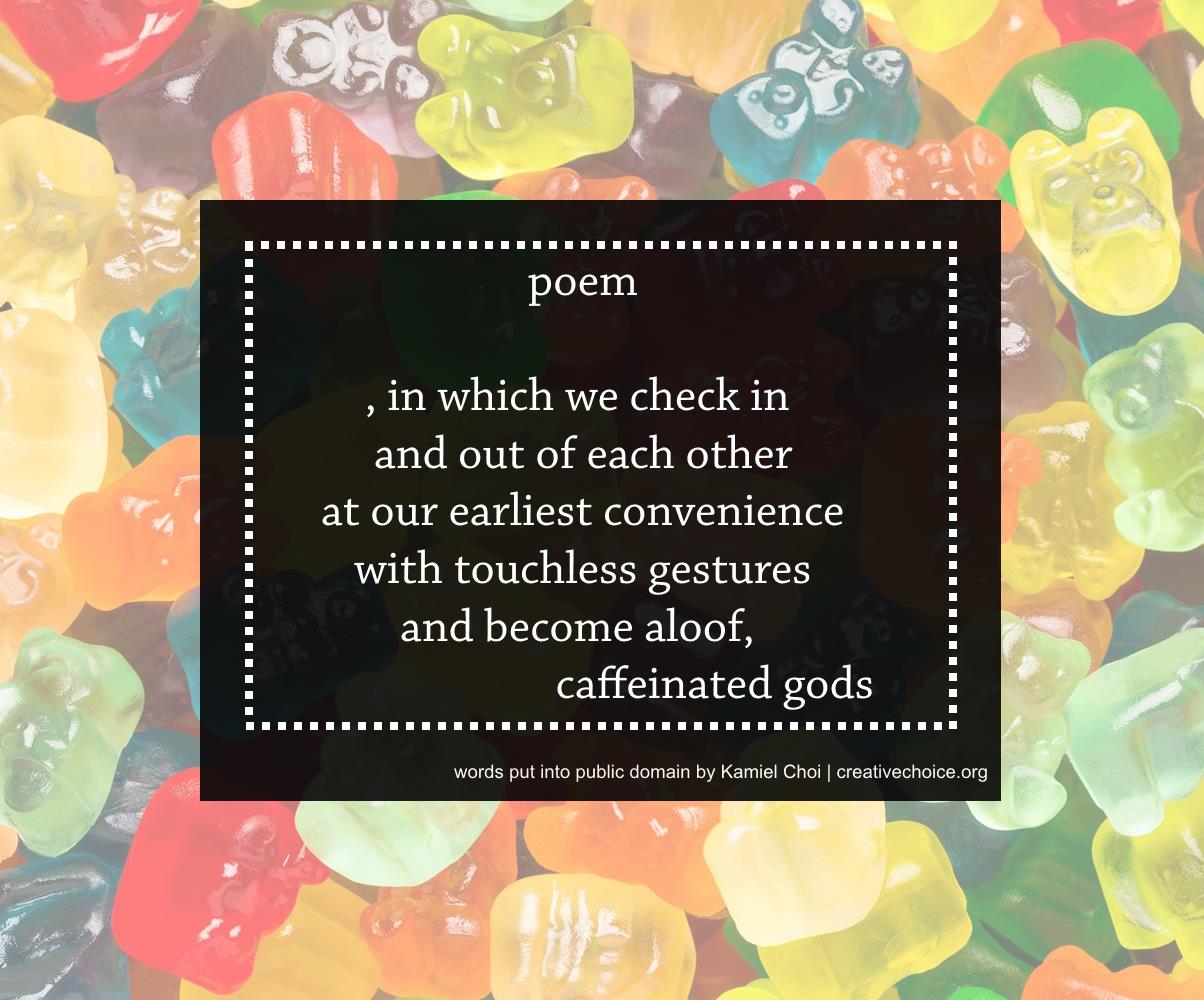 poem
, in which we check in
and out of each other
at our earliest convenience
with touchless gestures
and become aloof,
caffeinated gods
words put into public domain by Kamiel Choi | creativechoice.org